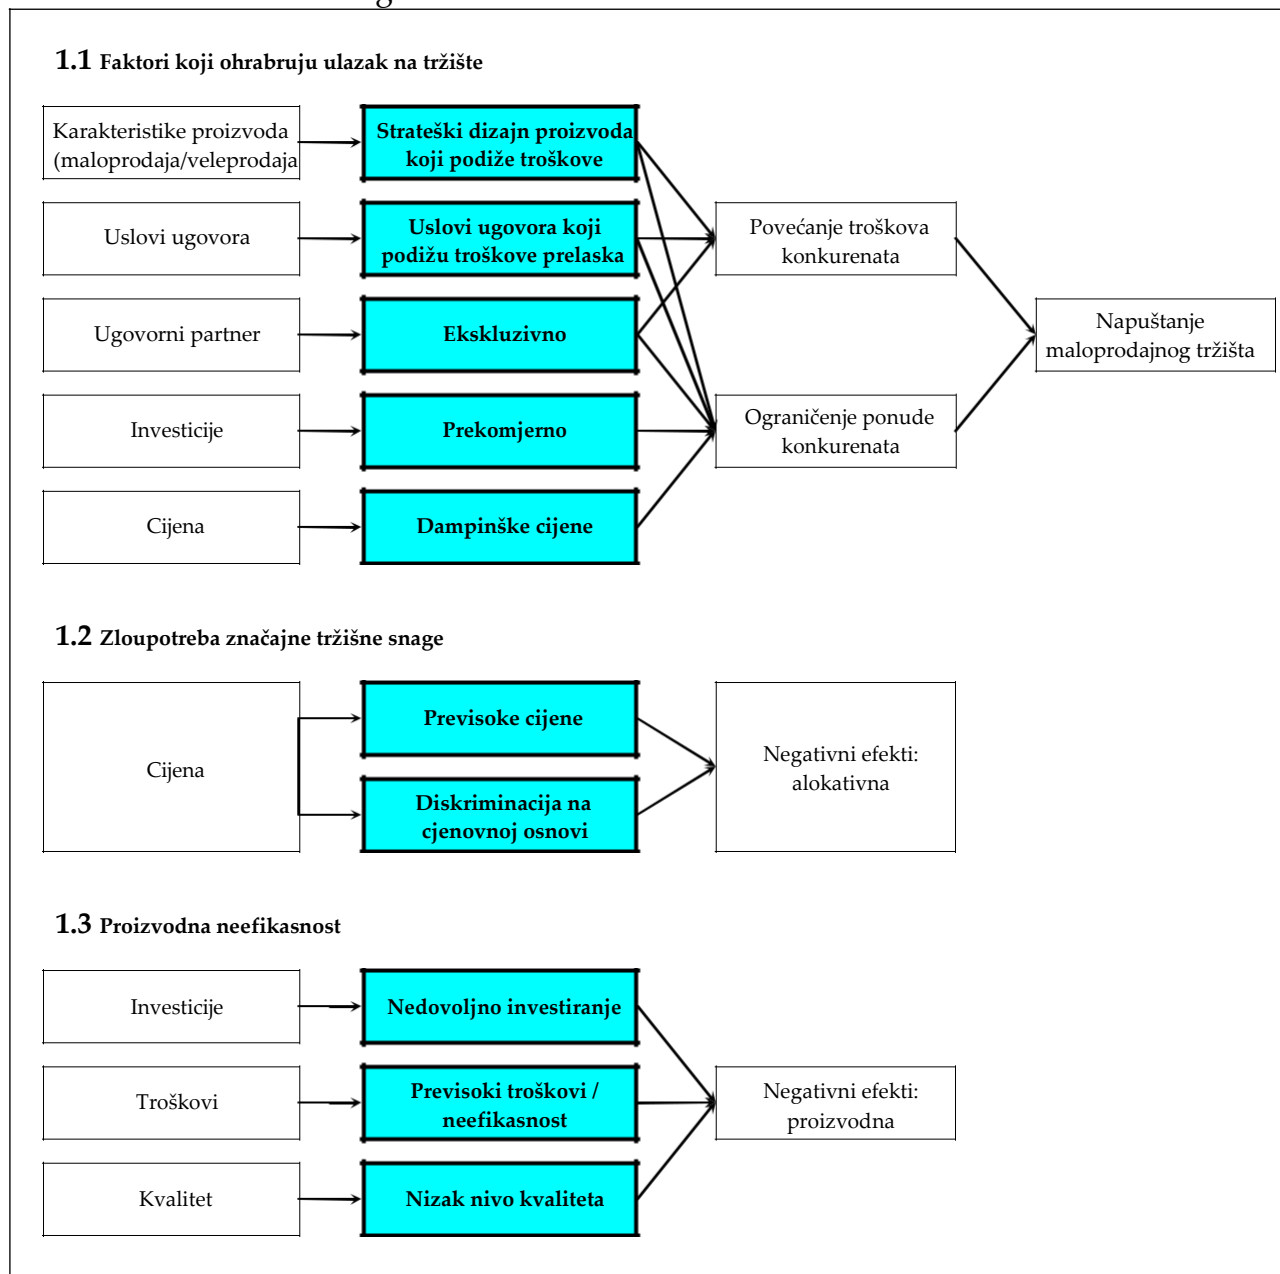 1.1 Faktori koji ohrabruju ulazak na tržište
Karakteristike proizvoda
(maloprodaja/veleprodaja
Strateški dizajn proizvoda
koji podiže troškove
Uslovi ugovora
Uslovi ugovora koji
podižu troškove prelaska
Povećanje troškova
konkurenata
Ugovorni partner
Ekskluzivno
Napuštanje
maloprodajnog tržišta
Investicije
Prekomjerno
Ograničenje ponude
konkurenata
Cijena
Dampinške cijene
1.2 Zloupotreba značajne tržišne snage
Cijena
Previsoke cijene
Diskriminacija na
cjenovnoj osnovi
Negativni efekti:
alokativna
1.3 Proizvodna neefikasnost
Investicije
Nedovoljno investiranje
Troškovi
Previsoki troškovi /
neefikasnost
Negativni efekti:
proizvodna
Kvalitet
Nizak nivo kvaliteta